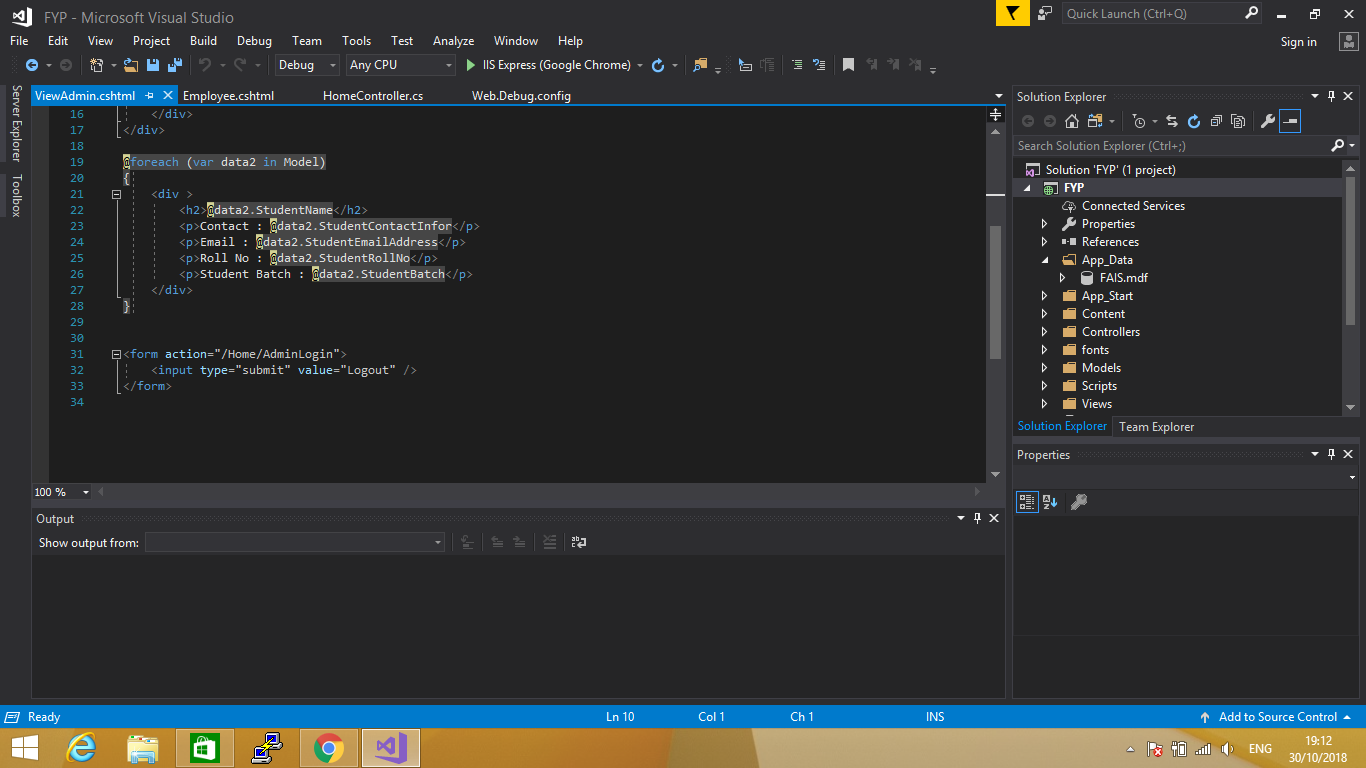 FYP - Microsoft Visual Studio
Quick Launch (Ctrl+Q)
File Edit View Project Build Debug Team Tools Test Analyze Window Help
Sign in
Debug Any CPU IIS Express (Google Chrome)
Server Explorer
Toolbox
ViewAdmin.cshtml Employee.cshtml HomeController.cs Web.Debug.config
16 </div>
17 </div>
18
19 @foreach (var data2 in Model)
20 {
21 <div >
22 <h2>@data2.StudentName</h2>
23 <p>Contact : @data2.StudentContactInfor</p>
24 <p>Email : @data2.StudentEmailAddress</p>
25 <p>Roll No : @data2.StudentRollNo</p>
26 <p>Student Batch : @data2.StudentBatch</p>
27 </div>
28 }
29
30
31 <form action="/Home/AdminLogin">
32 <input type="submit" value="Logout" />
33 </form>
34
100 %
Output
Show output from:
Solution Explorer
Search Solution Explorer (Ctrl+;)
Solution 'FYP' (1 project)
FYP
Connected Services
Properties
References
App_Data
FAIS.mdf
App_Start
Content
Controllers
fonts
Models
Scripts
Views
Solution Explorer Team Explorer
Properties
Ready Ln 10 Col 1 Ch 1 INS Add to Source Control
ENG
19:12
30/10/2018